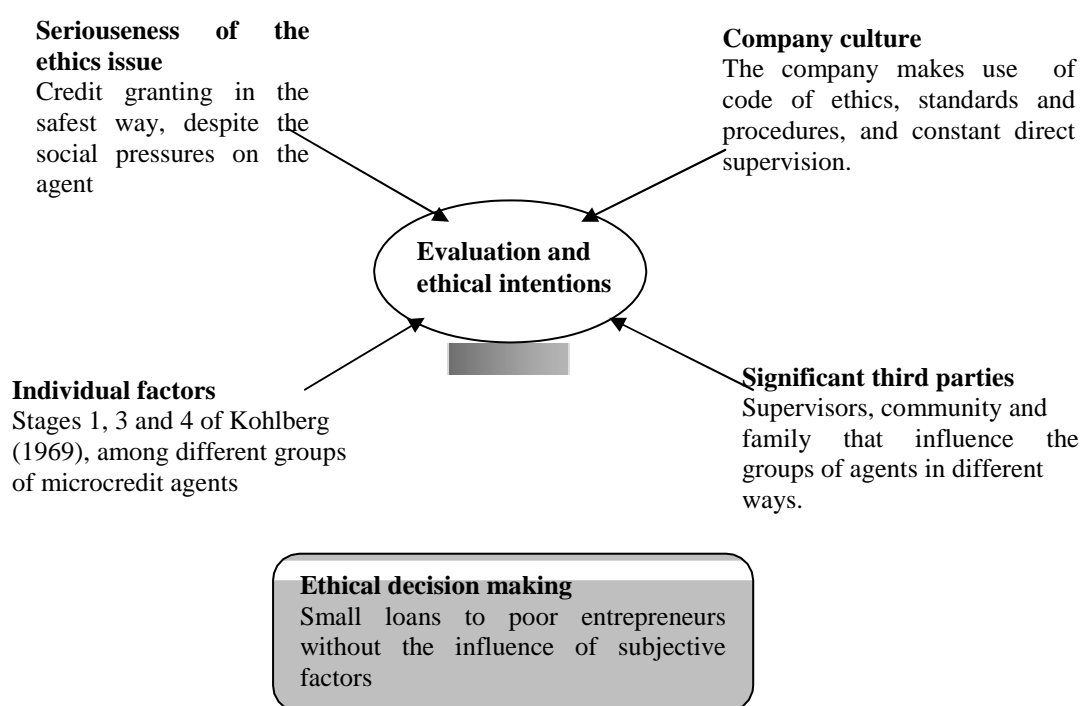 Seriouseness of the
ethics issue
Credit granting in the
safest way, despite the
social pressures on the
agent
Company culture
The company makes use of
code of ethics, standards and
procedures, and constant direct
supervision.
Evaluation and
ethical intentions
Individual factors
Stages 1, 3 and 4 of Kohlberg
(1969), among different groups
of microcredit agents
Significant third parties
Supervisors, community and
family that influence the
groups of agents in different
ways.
Ethical decision making
Small loans to poor entrepreneurs
without the influence of subjective
factors